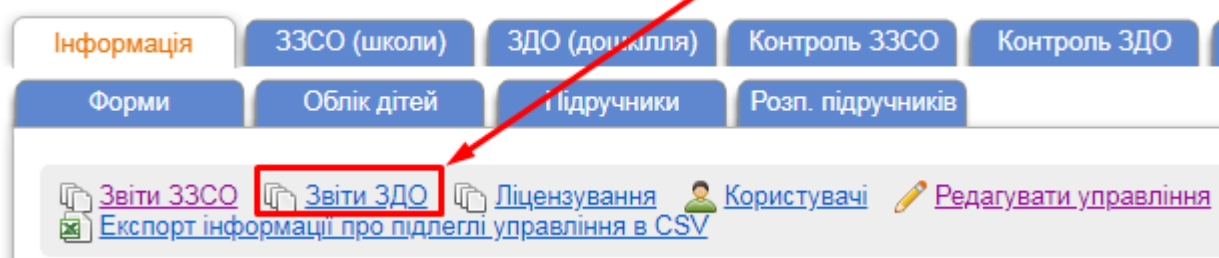 Інформація ЗЗСО (школи) ЗДО (дошкілля) Контроль ЗЗСО Контроль ЗДО
Форми Облік дітей Підручники Розп. підручників
Звіти ЗЗСО Звіти ЗДО Ліцензування Користувачі Редагувати управління
Експорт інформації про підлеглі управління в CSV